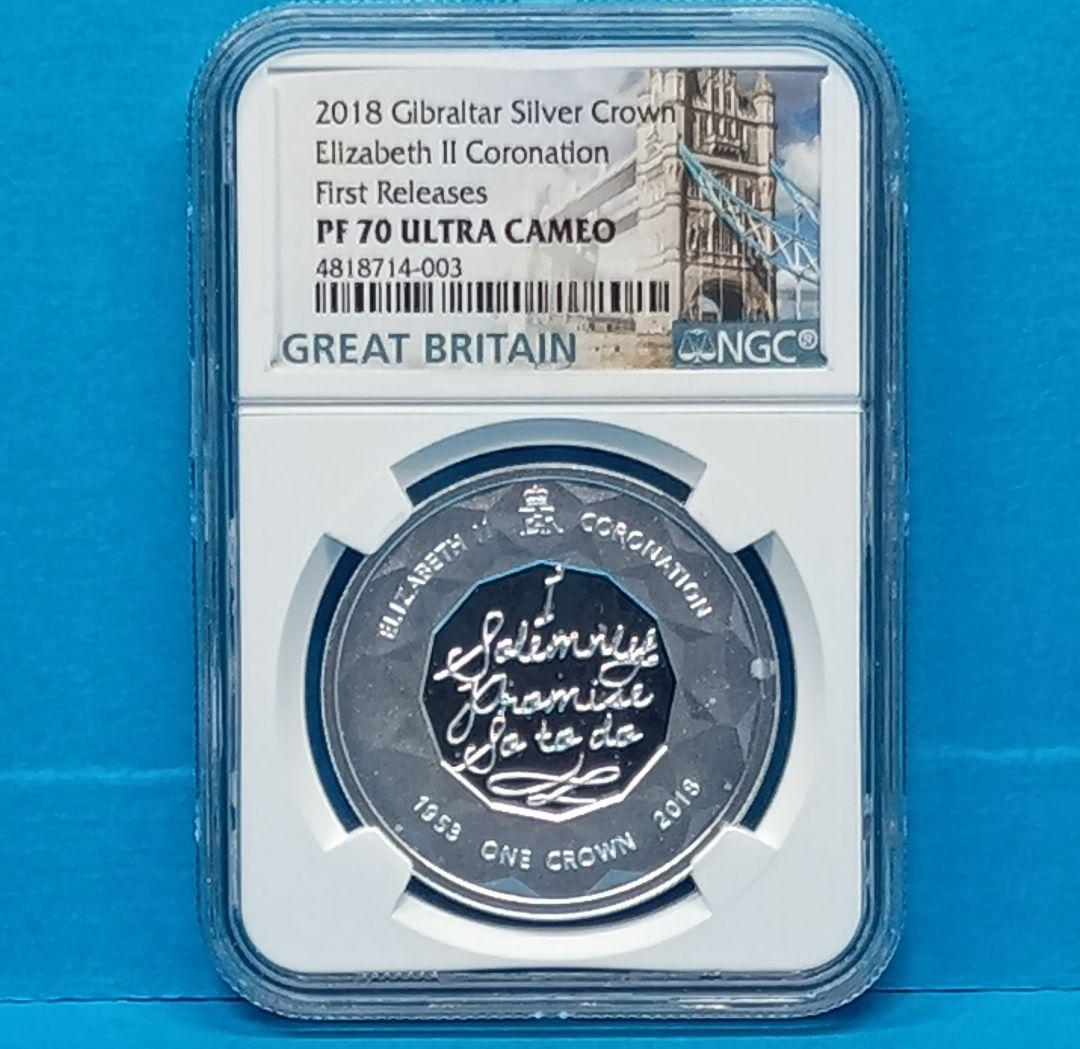 2018 Gibraltar Silver Crown
Elizabeth II Coronation
First Releases
PF 70 ULTRA CAMEO
4818714-003
GREAT BRITAIN
NGC®
ELIZABETH II CORONATION
I
Solemnly
Promise
So to do
1953 ONE CROWN 2018